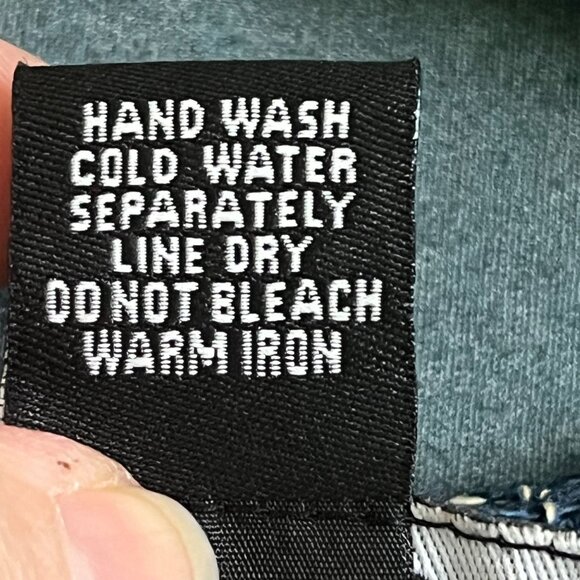 HAND WASH
COLD WATER
SEPARATELY
LINE DRY
DO NOT BLEACH
WARM IRON